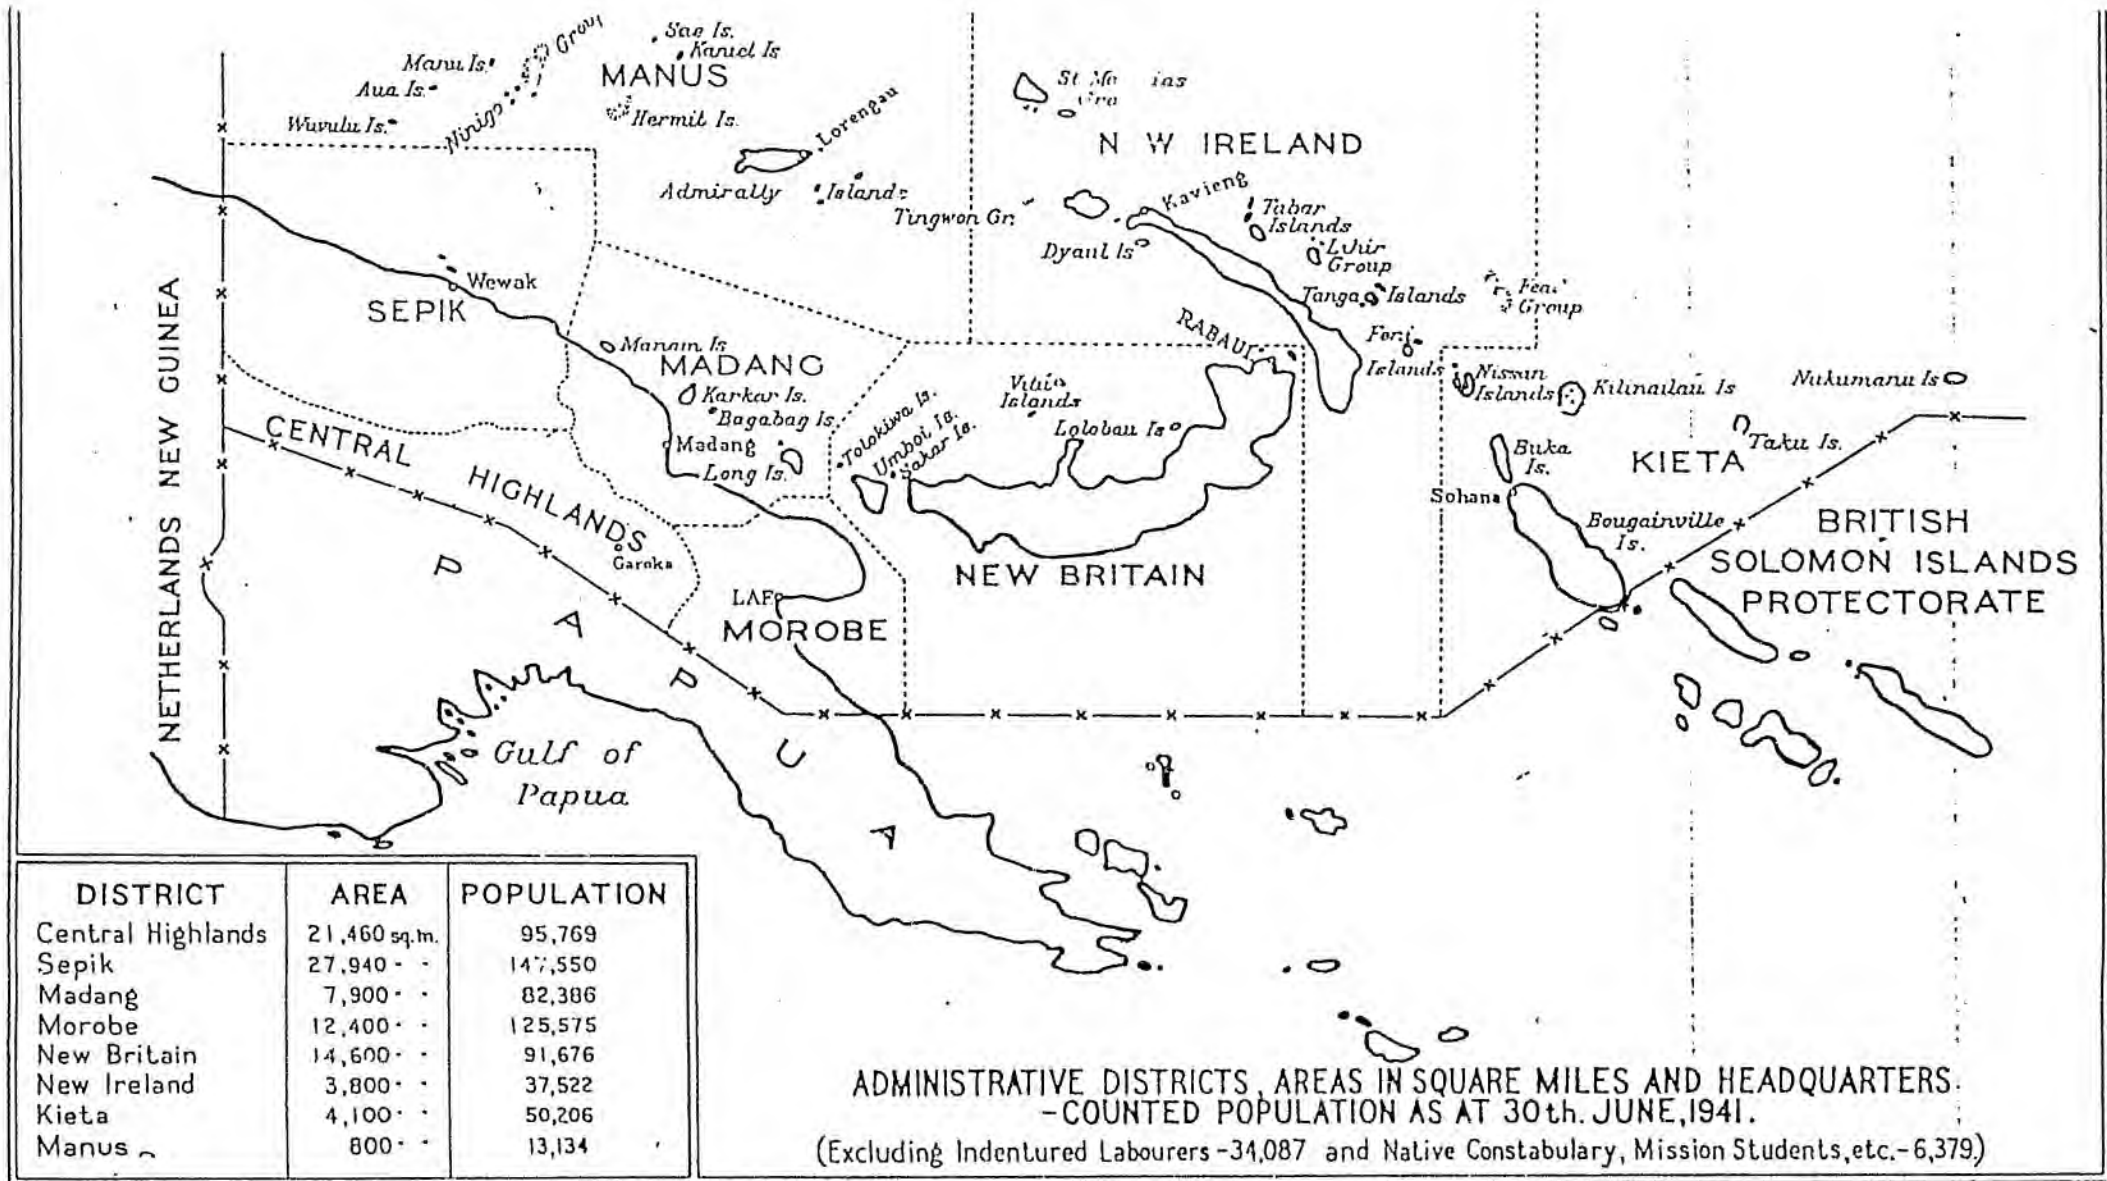 Sae Is.
Kaniel Is
Manu Is.
Aua Is.
Wuvulu Is.
Ninigo
MANUS
Hermit Is.
Lorengau
Admiralty
Islands
St
N W IRELAND
Kavieng
Tingwon Gr.
Dyaul Is
Tabar
Islands
Lihir
Group
Tanga Islands
Group
Islands
NETHERLANDS NEW GUINEA
SEPIK
Wewak
Manam Is
MADANG
Karkar Is.
Bagabag Is.
Madang
Long Is.
Tolokiwa Is.
Umboi Is.
Sakar Is.
Islands
Lolobau Is
RABAUL
NEW BRITAIN
Nissan
Islands
Kilinailau Is
Nukumanu Is
Taku Is.
Buka
Is.
KIETA
Sohana
Bougainville
Is.
BRITISH
SOLOMON ISLANDS
PROTECTORATE
CENTRAL HIGHLANDS
Garoka
LAE
MOROBE
PAPUA
Gulf of
Papua
DISTRICT AREA POPULATION
Central Highlands 21,460 sq.m. 95,769
Sepik 27,940 " " 147,550
Madang 7,900 " " 82,386
Morobe 12,400 " " 125,575
New Britain 14,600 " " 91,676
New Ireland 3,800 " " 37,522
Kieta 4,100 " " 50,206
Manus 800 " " 13,134
ADMINISTRATIVE DISTRICTS, AREAS IN SQUARE MILES AND HEADQUARTERS.
-COUNTED POPULATION AS AT 30th. JUNE, 1941.
(Excluding Indentured Labourers -34,087 and Native Constabulary, Mission Students, etc.- 6,379.)